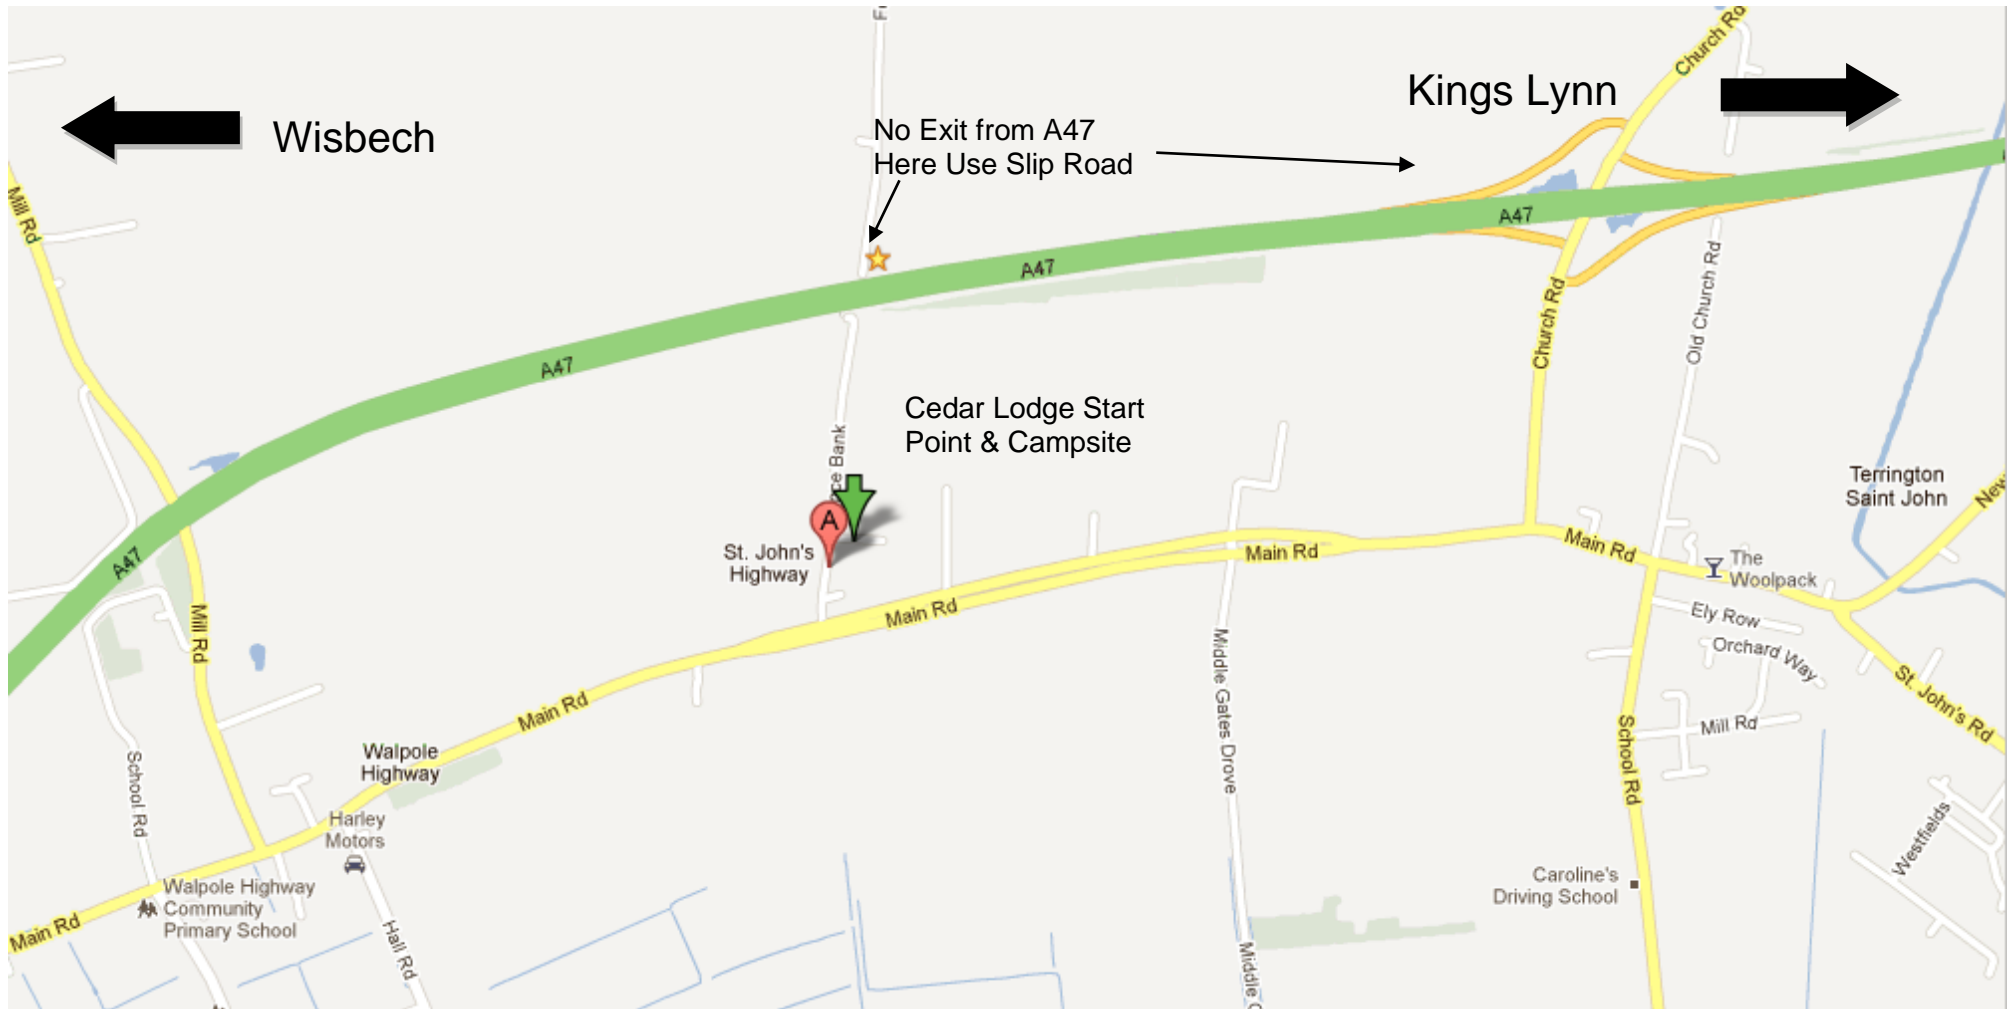 Church Rd
Kings Lynn
Wisbech
No Exit from A47
Here Use Slip Road
Mill Rd
A47
A47
A47
A47
Old Church Rd
Church Rd
Cedar Lodge Start
Point & Campsite
Bank
Terrington
Saint John
New
A
St. John's
Highway
Main Rd
Main Rd
The
Woolpack
Main Rd
Ely Row
Orchard Way
Mill Rd
Middle Gates Drove
St. John's Rd
Main Rd
School Rd
Mill Rd
Walpole
Highway
School Rd
Harley
Motors
Westfields
Caroline's
Driving School
Walpole Highway
Community
Primary School
Main Rd
Hall Rd
Middle